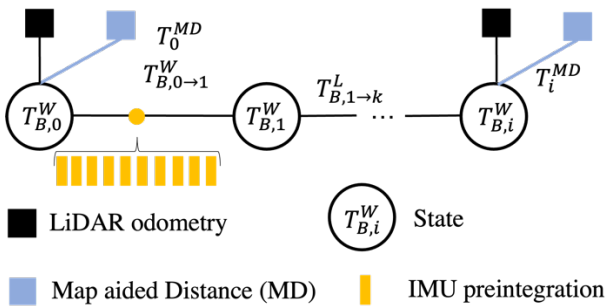 T_0^{MD}
T_{B,0→1}^W
T_{B,1→k}^L
T_i^{MD}
T_{B,0}^W
T_{B,1}^W
...
T_{B,i}^W
LiDAR odometry
T_{B,i}^W
State
Map aided Distance (MD)
IMU preintegration